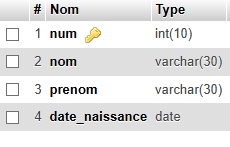 # Nom Type
1 num int(10)
2 nom varchar(30)
3 prenom varchar(30)
4 date_naissance date